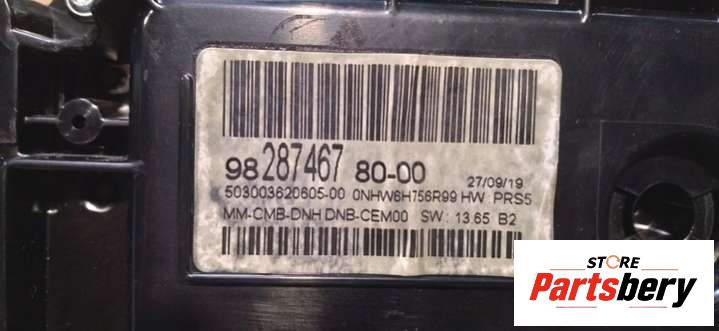 98 287467 80-00 27/09/19
503003620605-00 0NHW6H756R99 HW PRS5
MM-CMB-DNH DNB-CEM00 SW : 13.65 B2
STORE
Partsbery